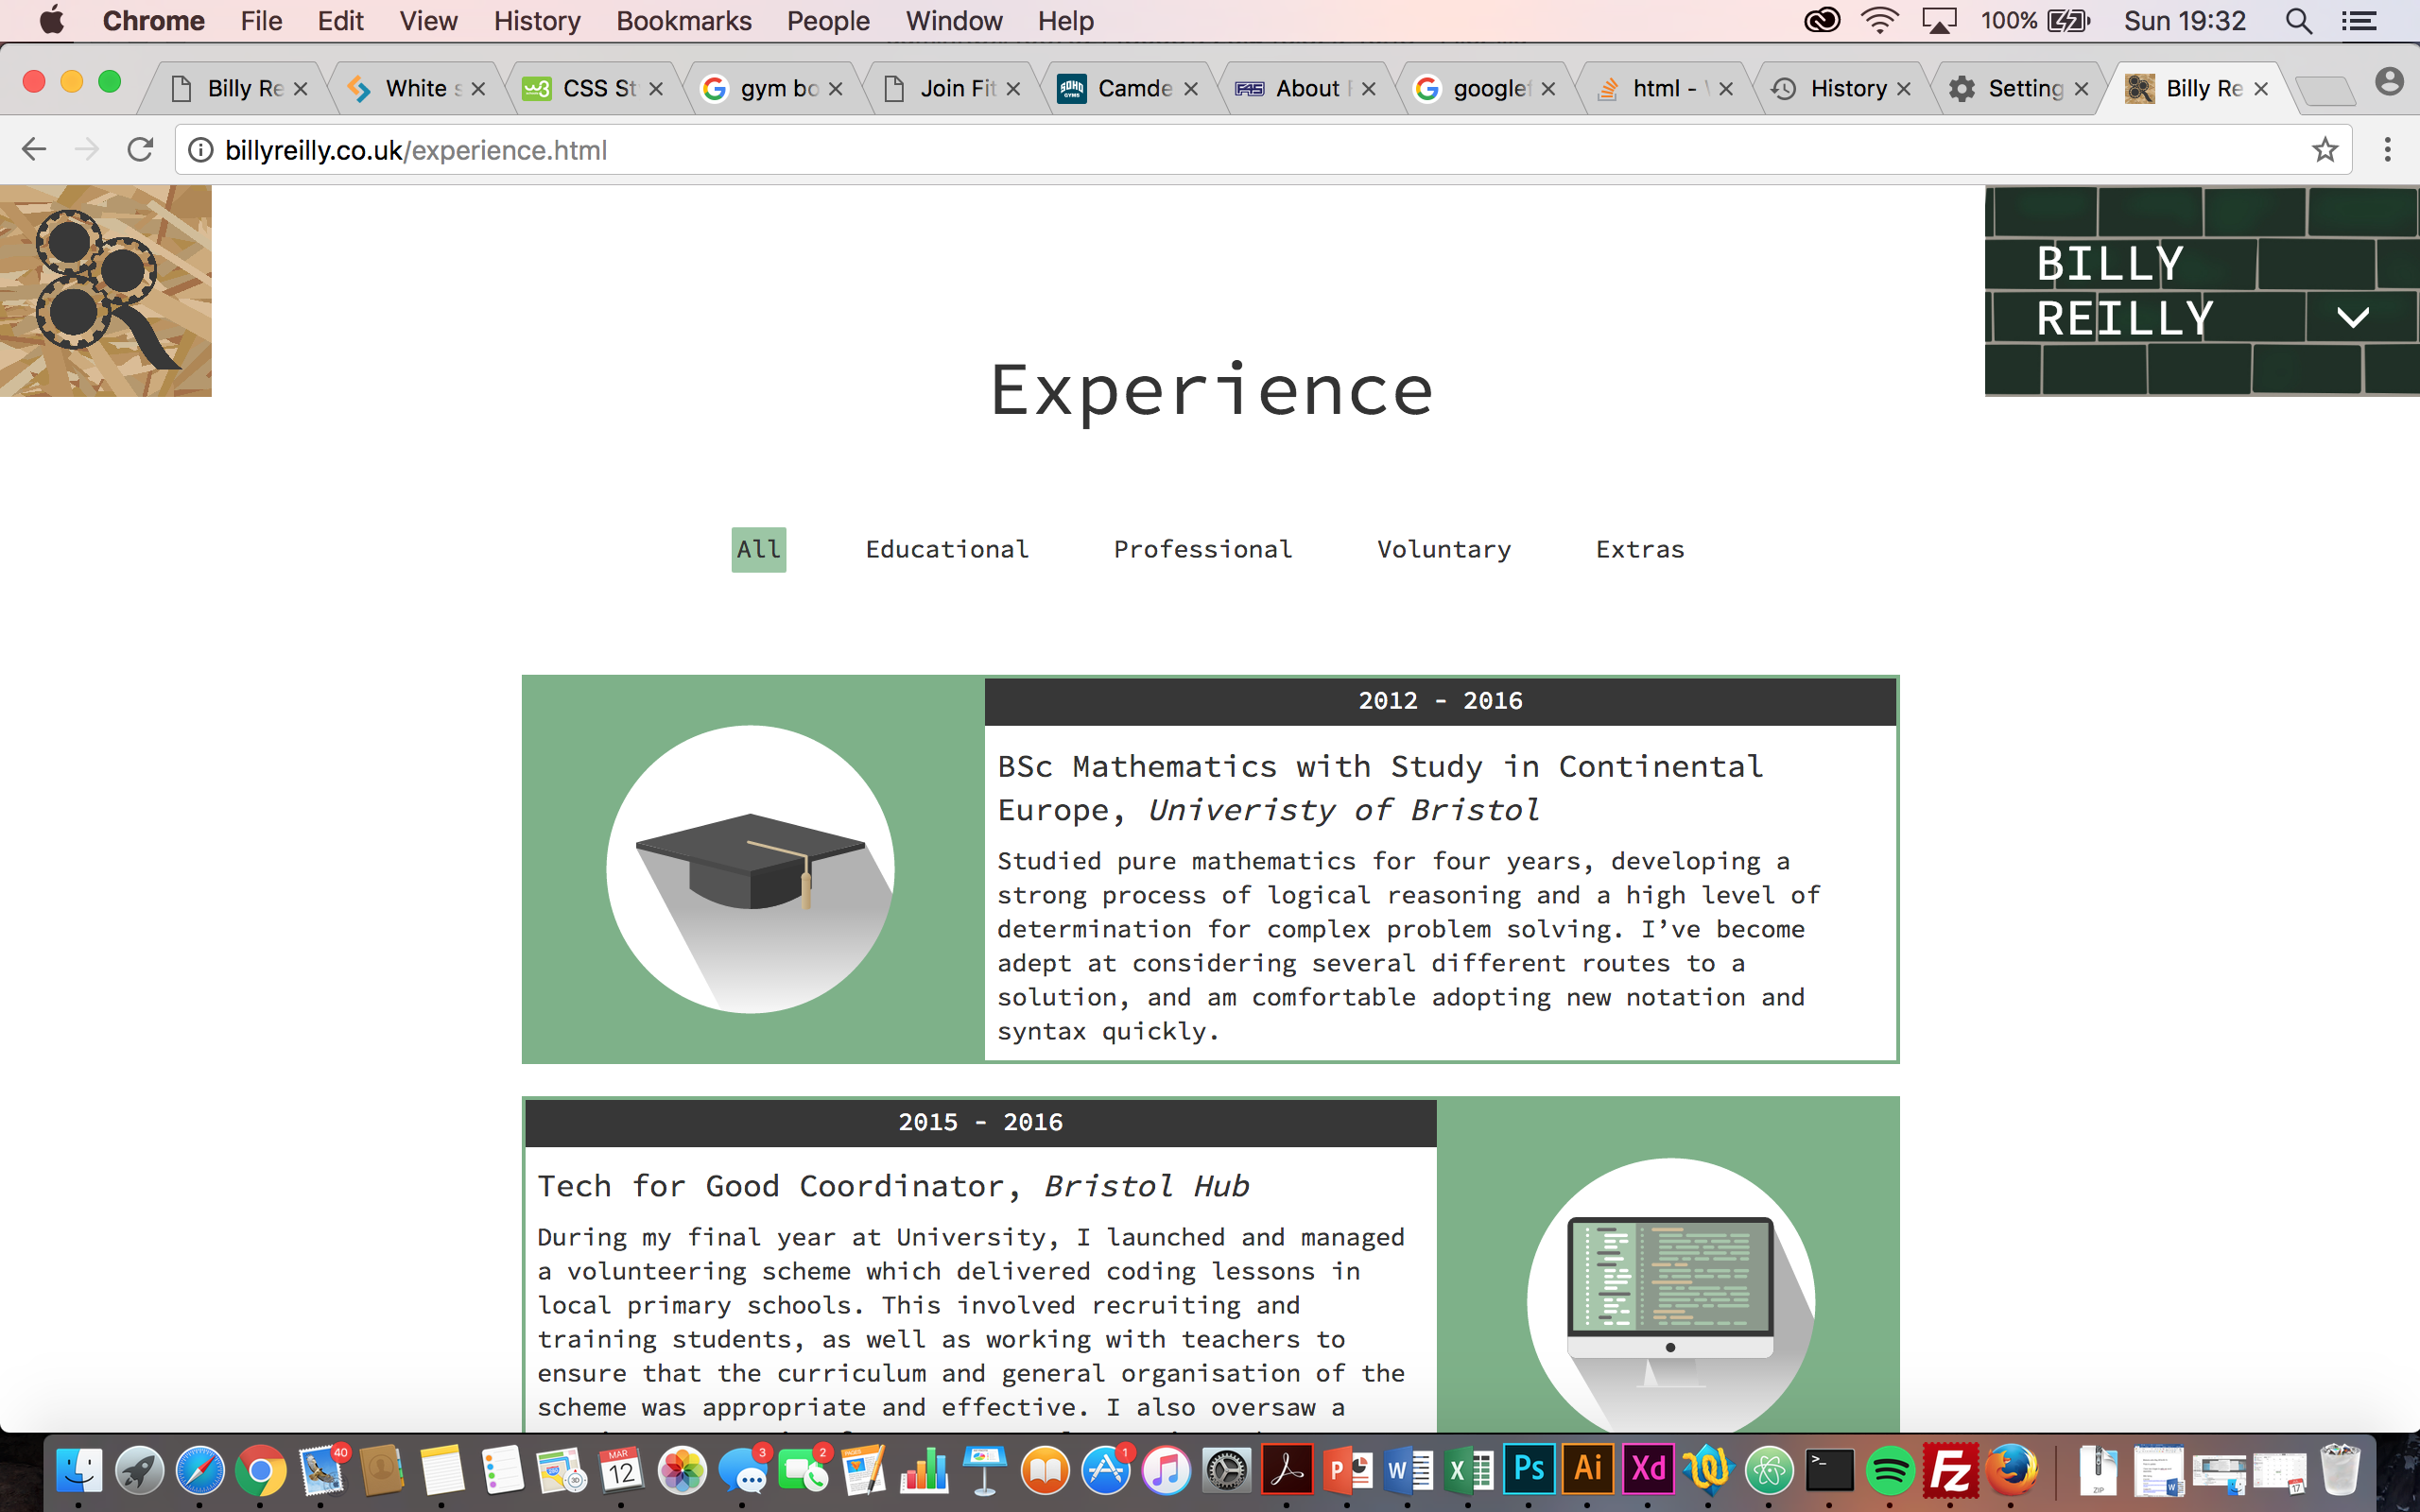 Chrome File Edit View History Bookmarks People Window Help 100% Sun 19:32
Billy Re White s CSS St gym bo Join Fit Camde About googlef html - History Setting Billy Re
billyreilly.co.uk/experience.html
BILLY
REILLY
Experience
All Educational Professional Voluntary Extras
2012 - 2016
BSc Mathematics with Study in Continental
Europe, Univeristy of Bristol
Studied pure mathematics for four years, developing a
strong process of logical reasoning and a high level of
determination for complex problem solving. I’ve become
adept at considering several different routes to a
solution, and am comfortable adopting new notation and
syntax quickly.
2015 - 2016
Tech for Good Coordinator, Bristol Hub
During my final year at University, I launched and managed
a volunteering scheme which delivered coding lessons in
local primary schools. This involved recruiting and
training students, as well as working with teachers to
ensure that the curriculum and general organisation of the
scheme was appropriate and effective. I also oversaw a
40 MAR 12 3 2 1 Ps Ai Xd Fz ZIP 17